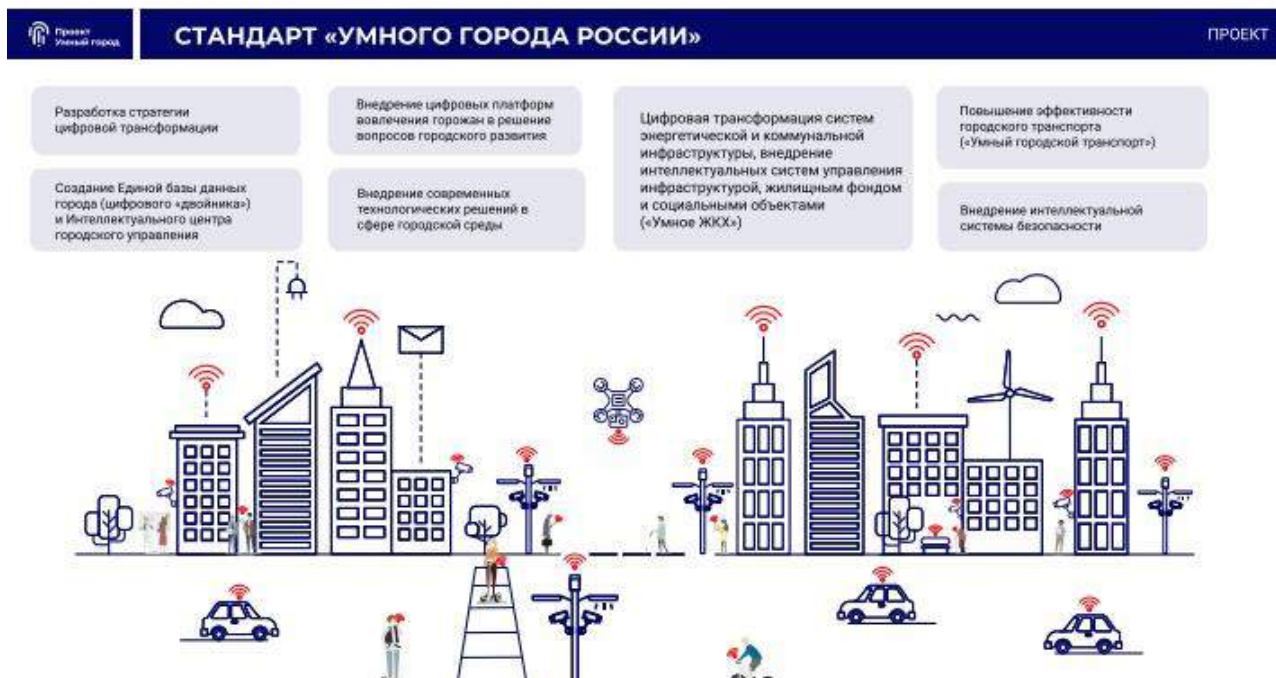 Проект
Умный город
СТАНДАРТ «УМНОГО ГОРОДА РОССИИ»
ПРОЕКТ
Разработка стратегии
цифровой трансформации
Создание Единой базы данных
города (цифрового «двойника»)
и Интеллектуального центра
городского управления
Внедрение цифровых платформ
вовлечения горожан в решение
вопросов городского развития
Внедрение современных
технологических решений в
сфере городской среды
Цифровая трансформация систем
энергетической и коммунальной
инфраструктуры, внедрение
интеллектуальных систем управления
инфраструктурой, жилищным фондом
и социальными объектами
(«Умное ЖКХ»)
Повышение эффективности
городского транспорта
(«Умный городской транспорт»)
Внедрение интеллектуальной
системы безопасности